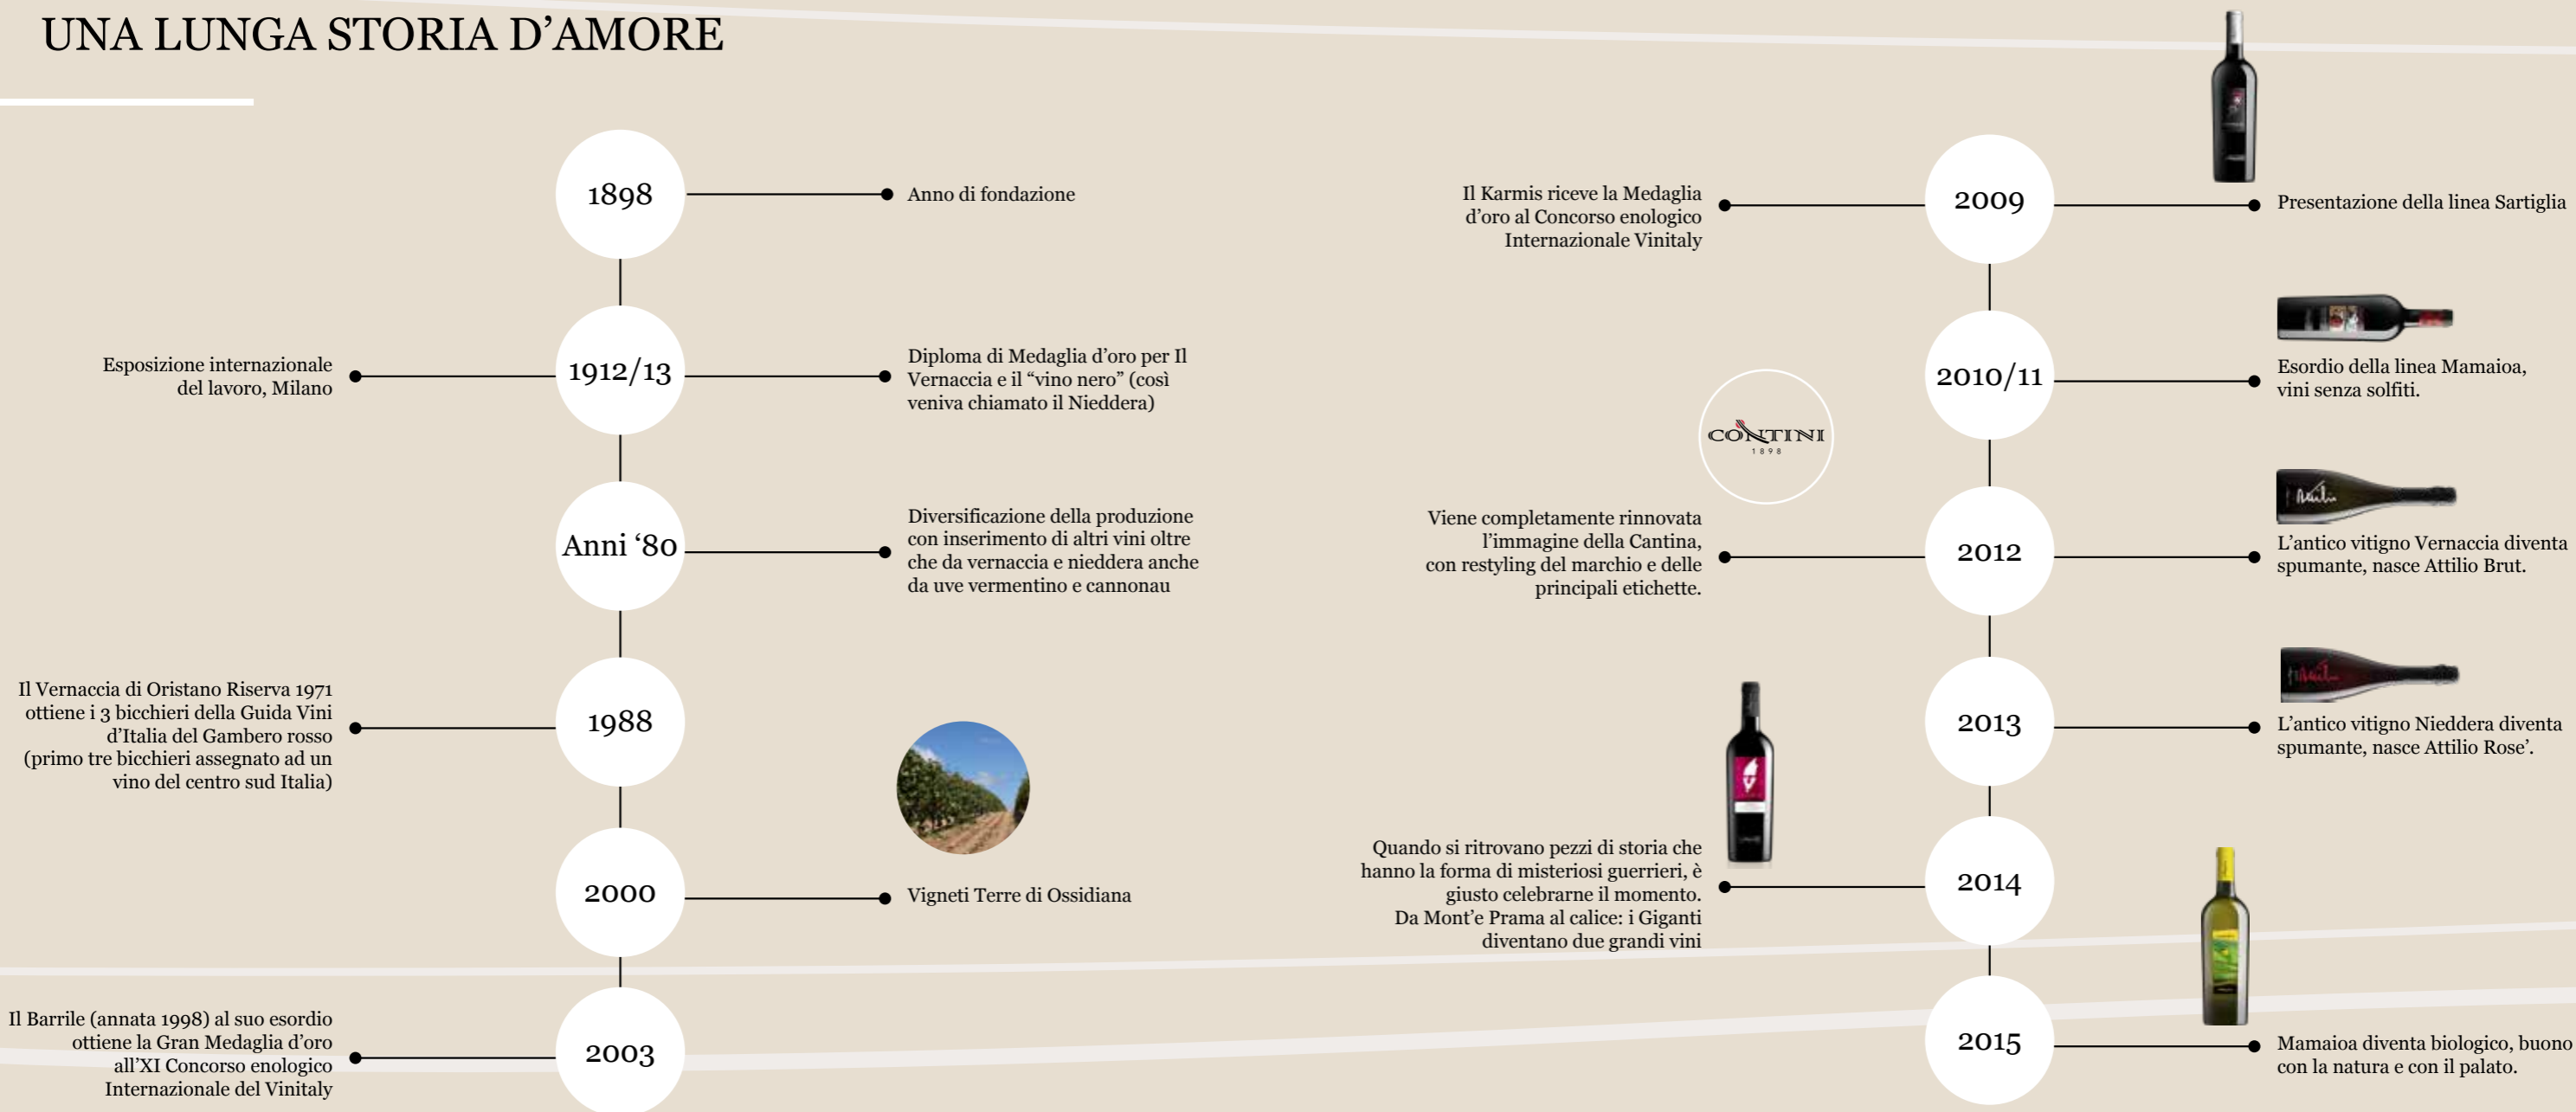 UNA LUNGA STORIA D’AMORE
1898
Anno di fondazione
Esposizione internazionale
del lavoro, Milano
1912/13
Diploma di Medaglia d’oro per Il
Vernaccia e il “vino nero” (così
veniva chiamato il Nieddera)
Anni ‘80
Diversificazione della produzione
con inserimento di altri vini oltre
che da vernaccia e nieddera anche
da uve vermentino e cannonau
Il Vernaccia di Oristano Riserva 1971
ottiene i 3 bicchieri della Guida Vini
d’Italia del Gambero rosso
(primo tre bicchieri assegnato ad un
vino del centro sud Italia)
1988
2000
Vigneti Terre di Ossidiana
Il Barrile (annata 1998) al suo esordio
ottiene la Gran Medaglia d’oro
all’XI Concorso enologico
Internazionale del Vinitaly
2003
Il Karmis riceve la Medaglia
d’oro al Concorso enologico
Internazionale Vinitaly
2009
Presentazione della linea Sartiglia
2010/11
Esordio della linea Mamaioa,
vini senza solfiti.
CONTINI
1898
Viene completamente rinnovata
l’immagine della Cantina,
con restyling del marchio e delle
principali etichette.
2012
L’antico vitigno Vernaccia diventa
spumante, nasce Attilio Brut.
2013
L’antico vitigno Nieddera diventa
spumante, nasce Attilio Rose’.
Quando si ritrovano pezzi di storia che
hanno la forma di misteriosi guerrieri, è
giusto celebrarne il momento.
Da Mont’e Prama al calice: i Giganti
diventano due grandi vini
2014
2015
Mamaioa diventa biologico, buono
con la natura e con il palato.